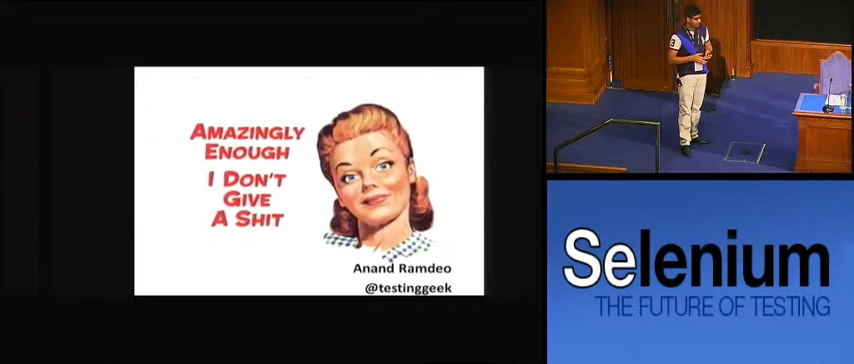 AMAZINGLY
ENOUGH
I DON'T
GIVE
A SHIT
Anand Ramdeo
@testinggeek
Selenium
THE FUTURE OF TESTING